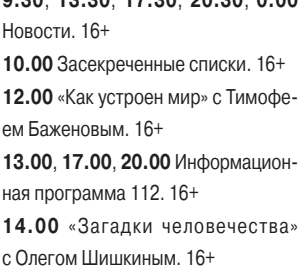 9.30, 13.30, 17.30, 20.30, 0.00
Новости. 16+
10.00 Засекреченные списки. 16+
12.00 «Как устроен мир» с Тимофе-
ем Баженовым. 16+
13.00, 17.00, 20.00 Информацион-
ная программа 112. 16+
14.00 «Загадки человечества»
с Олегом Шишкиным. 16+